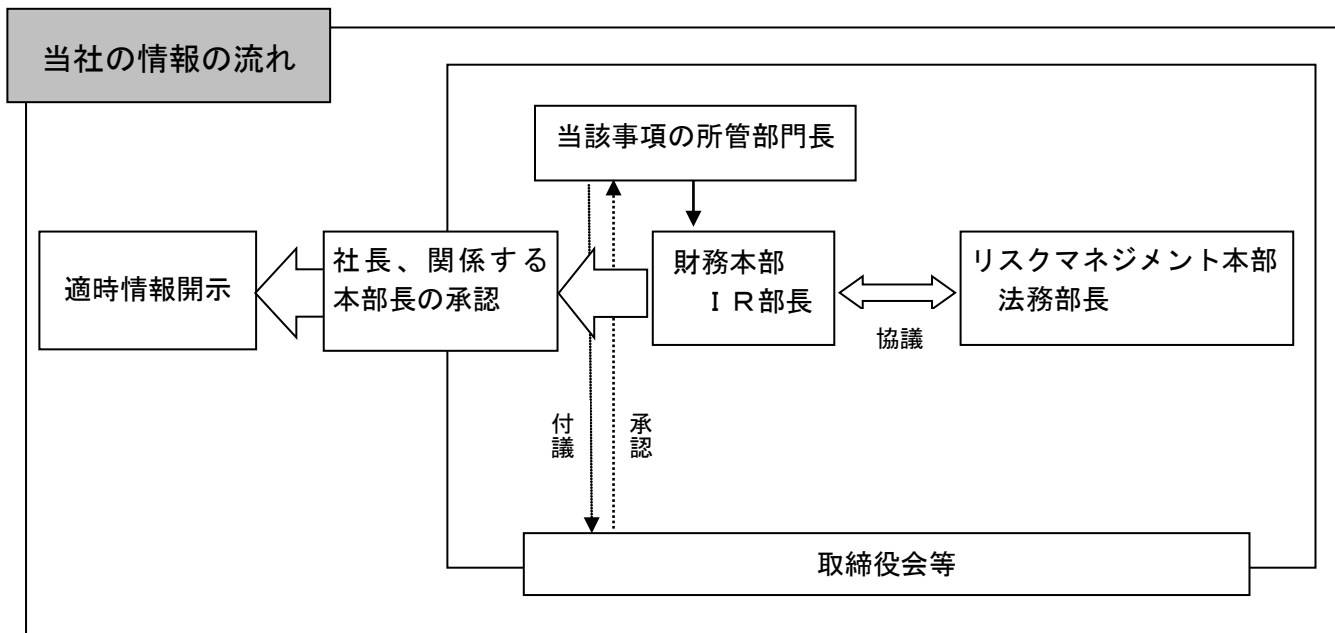 当社の情報の流れ
当該事項の所管部門長
適時情報開示
社長、関係する
本部長の承認
財務本部
ＩＲ部長
協議
リスクマネジメント本部
法務部長
付議
承認
取締役会等